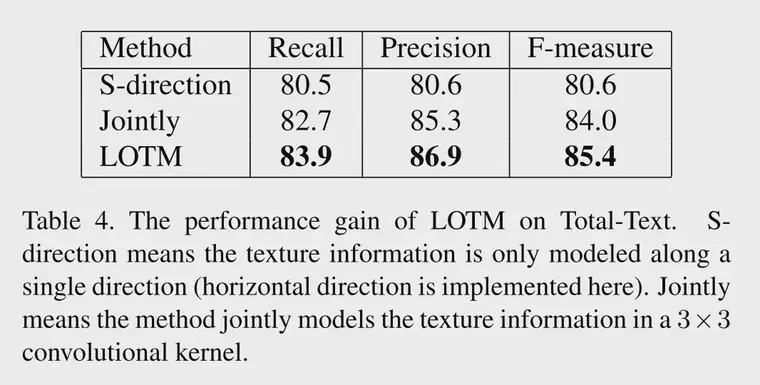 Method Recall Precision F-measure
S-direction 80.5 80.6 80.6
Jointly 82.7 85.3 84.0
LOTM 83.9 86.9 85.4
Table 4. The performance gain of LOTM on Total-Text. S-
direction means the texture information is only modeled along a
single direction (horizontal direction is implemented here). Jointly
means the method jointly models the texture information in a 3 × 3
convolutional kernel.